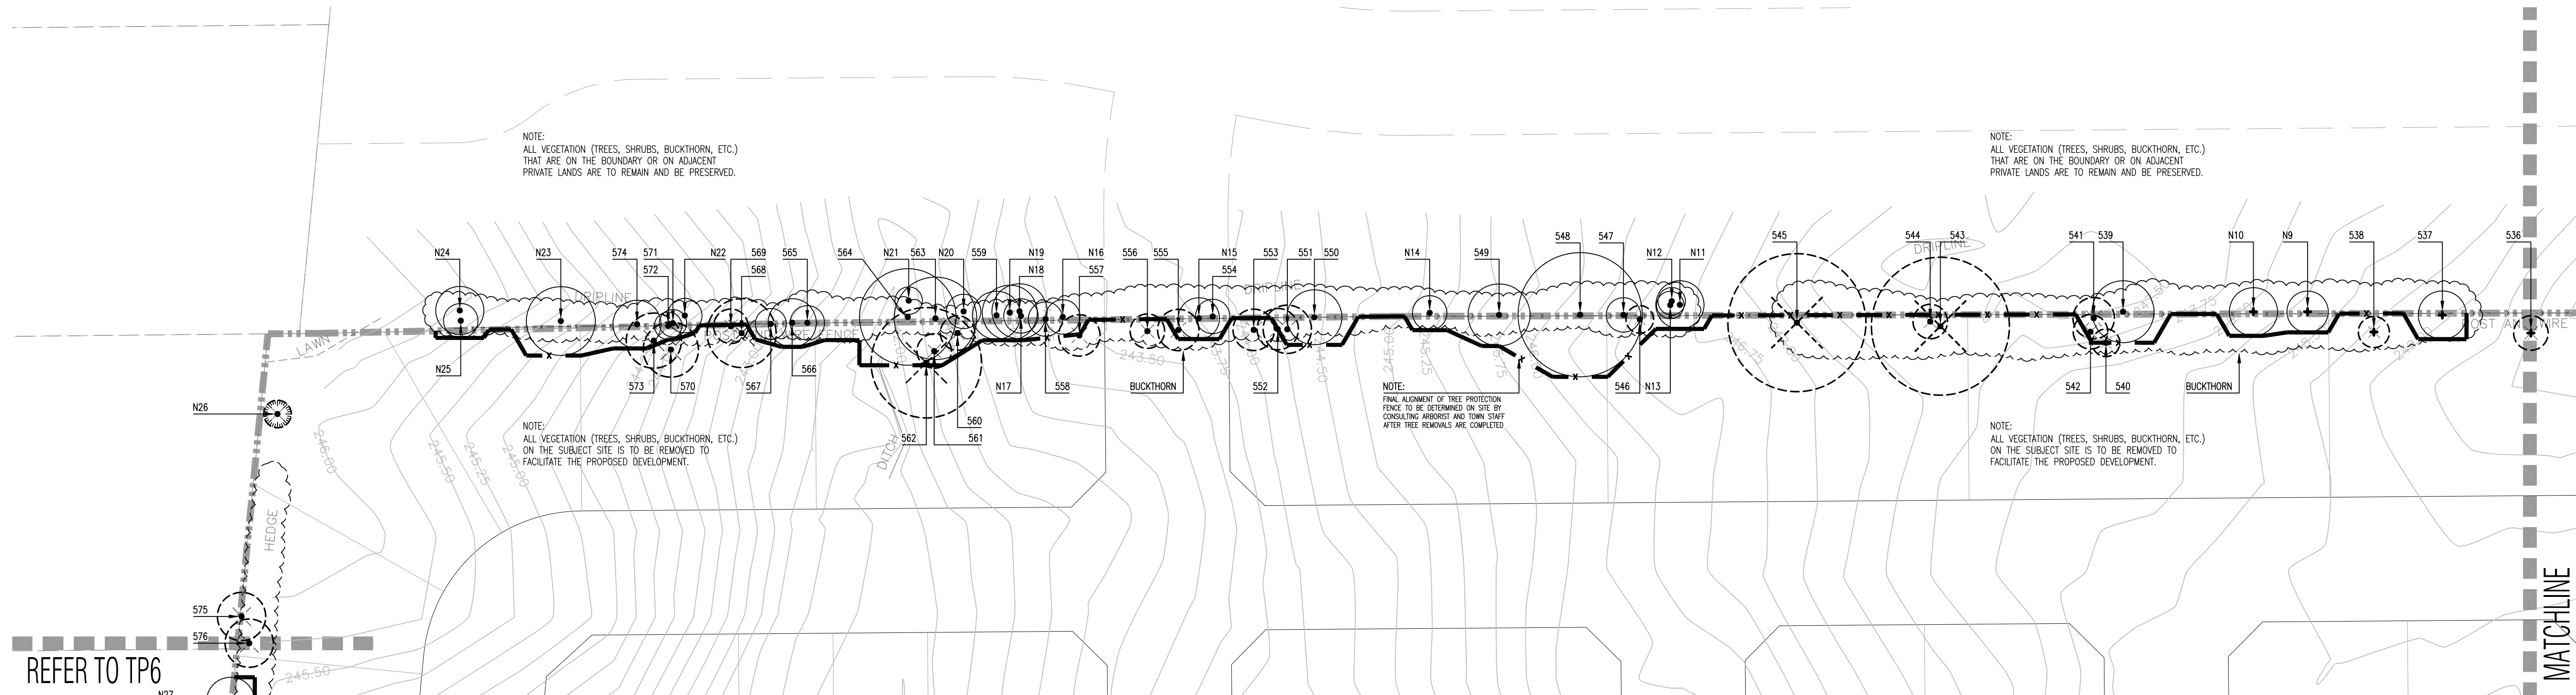 NOTE:
ALL VEGETATION (TREES, SHRUBS, BUCKTHORN, ETC.)
THAT ARE ON THE BOUNDARY OR ON ADJACENT
PRIVATE LANDS ARE TO REMAIN AND BE PRESERVED.
NOTE:
ALL VEGETATION (TREES, SHRUBS, BUCKTHORN, ETC.)
THAT ARE ON THE BOUNDARY OR ON ADJACENT
PRIVATE LANDS ARE TO REMAIN AND BE PRESERVED.
N24
N23
574
571
N22
569
565
564
N21
563
N20
559
N19
N16
556
555
N15
553
551
550
N14
549
548
547
N12
N11
545
544
543
541
539
N10
N9
538
537
536
572
568
N18
557
554
DRIPLINE
DRIPLINE
DRIPLINE
LAWN
POST AND WIRE
243.50
245.00
244.50
246.75
N25
573
570
567
566
N17
558
BUCKTHORN
552
546
N13
542
540
BUCKTHORN
NOTE:
FINAL ALIGNMENT OF TREE PROTECTION
FENCE TO BE DETERMINED ON SITE BY
CONSULTING ARBORIST AND TOWN STAFF
AFTER TREE REMOVALS ARE COMPLETED
N26
560
562
561
DITCH
NOTE:
ALL VEGETATION (TREES, SHRUBS, BUCKTHORN, ETC.)
ON THE SUBJECT SITE IS TO BE REMOVED TO
FACILITATE THE PROPOSED DEVELOPMENT.
NOTE:
ALL VEGETATION (TREES, SHRUBS, BUCKTHORN, ETC.)
ON THE SUBJECT SITE IS TO BE REMOVED TO
FACILITATE THE PROPOSED DEVELOPMENT.
246.00
245.50
245.25
245.00
HEDGE
575
576
REFER TO TP6
245.50
N27
MATCHLINE